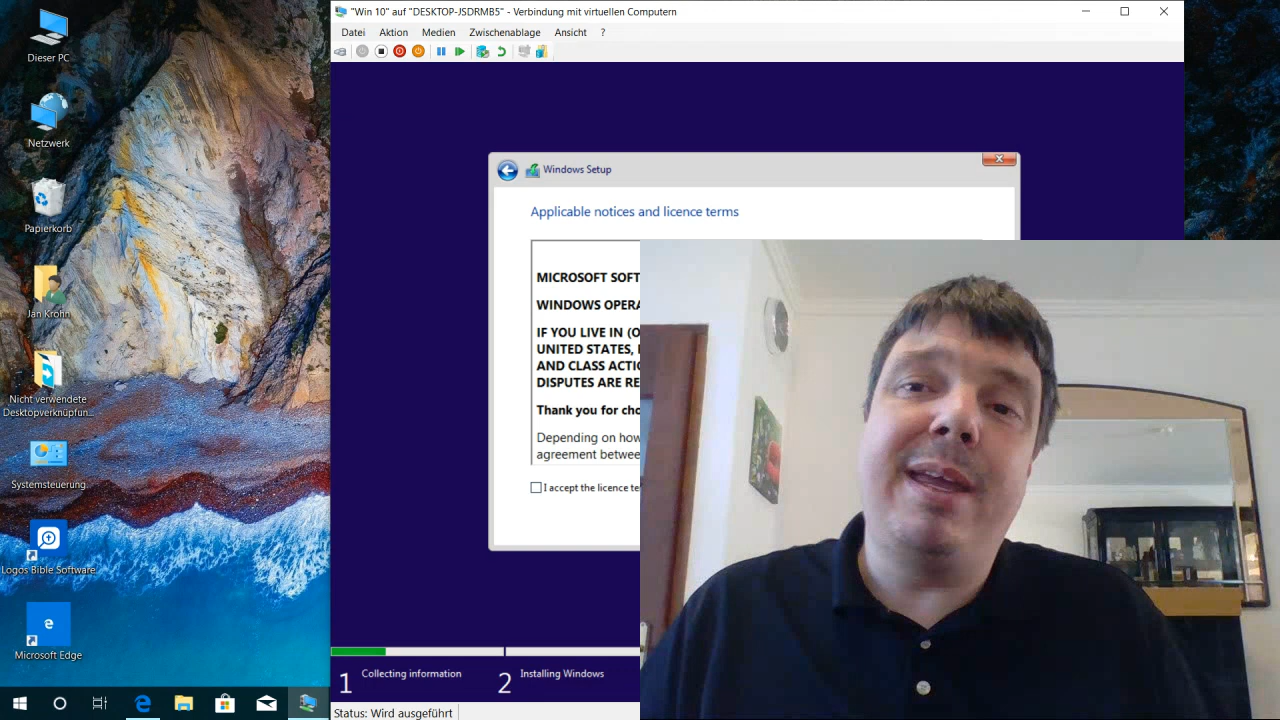 Dieser PC
Netzwerk
Papierkorb
Jan Krohn
Nicht verwendete
Desktopverknüpfun...
Systemsteuerung
Logos Bible Software
e
Microsoft Edge
"Win 10" auf "DESKTOP-JSDRMB5" - Verbindung mit virtuellen Computern
Datei Aktion Medien Zwischenablage Ansicht ?
Windows Setup
Applicable notices and licence terms
MICROSOFT SOFT
WINDOWS OPERA
IF YOU LIVE IN (O
UNITED STATES,
AND CLASS ACTIO
DISPUTES ARE RE
Thank you for cho
Depending on how
agreement betwee
I accept the licence te
1 Collecting information
2 Installing Windows
Status: Wird ausgeführt